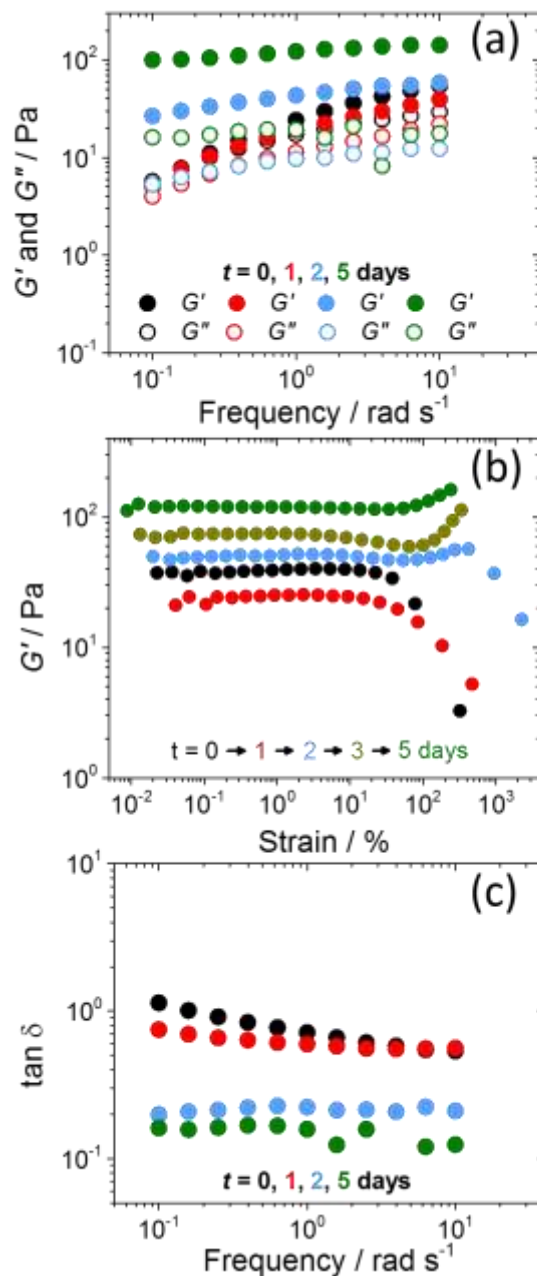 (a)
G′ and G″ / Pa
10²
10¹
10⁰
10⁻¹
t = 0, 1, 2, 5 days
G′ G′ G′ G′
G″ G″ G″ G″
10⁻¹ 10⁰ 10¹
Frequency / rad s⁻¹
(b)
G′ / Pa
10²
10¹
10⁰
t = 0 → 1 → 2 → 3 → 5 days
10⁻² 10⁻¹ 10⁰ 10¹ 10² 10³
Strain / %
(c)
tan δ
10¹
10⁰
10⁻¹
t = 0, 1, 2, 5 days
10⁻¹ 10⁰ 10¹
Frequency / rad s⁻¹